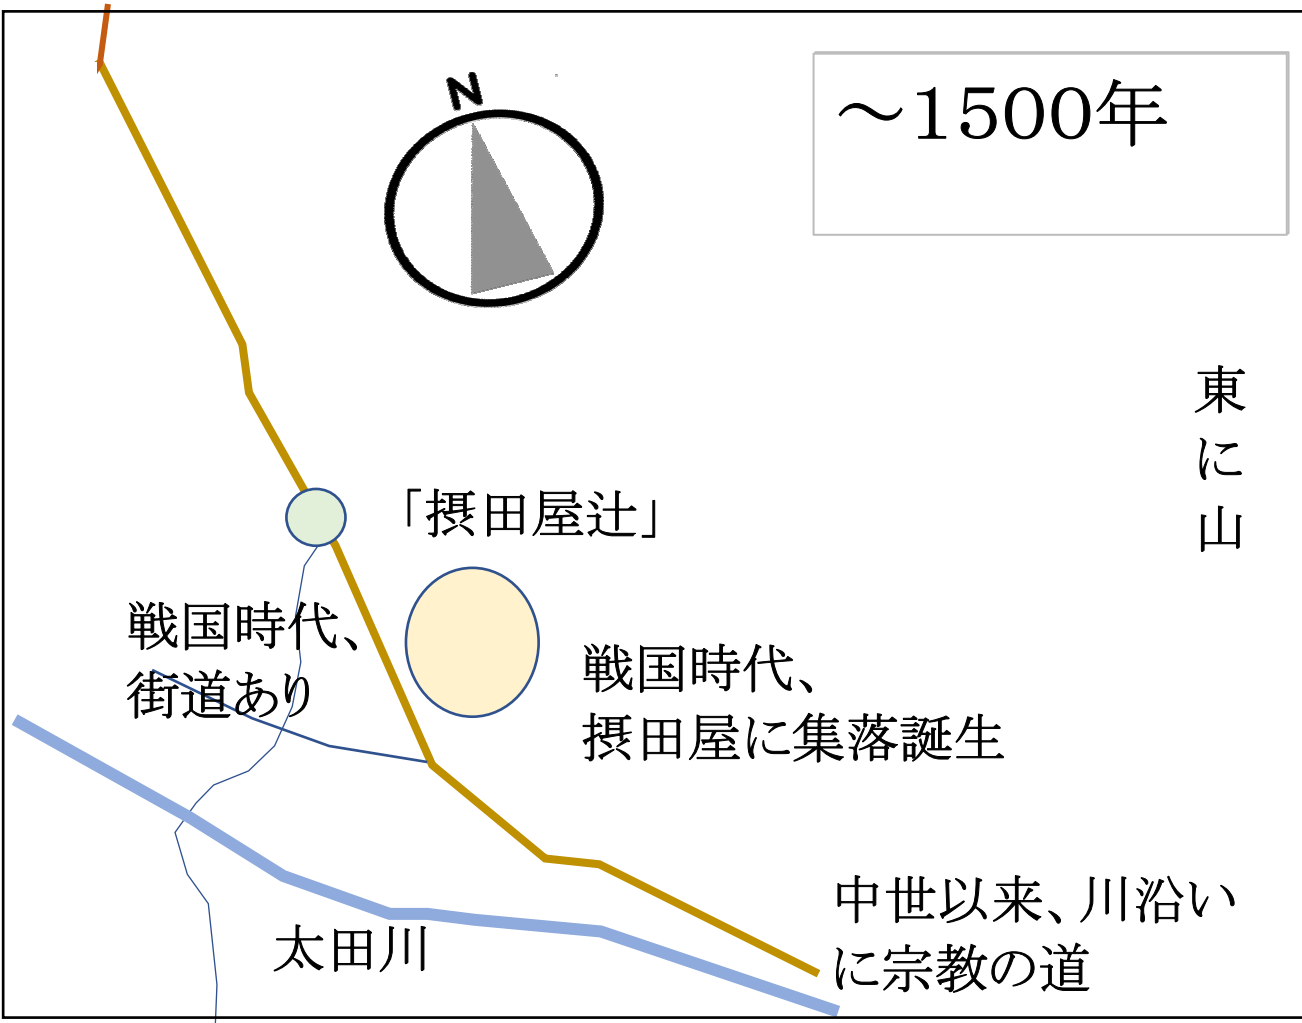 N
～1500年
東に山
「摂田屋辻」
戦国時代、
街道あり
戦国時代、
摂田屋に集落誕生
太田川
中世以来、川沿い
に宗教の道